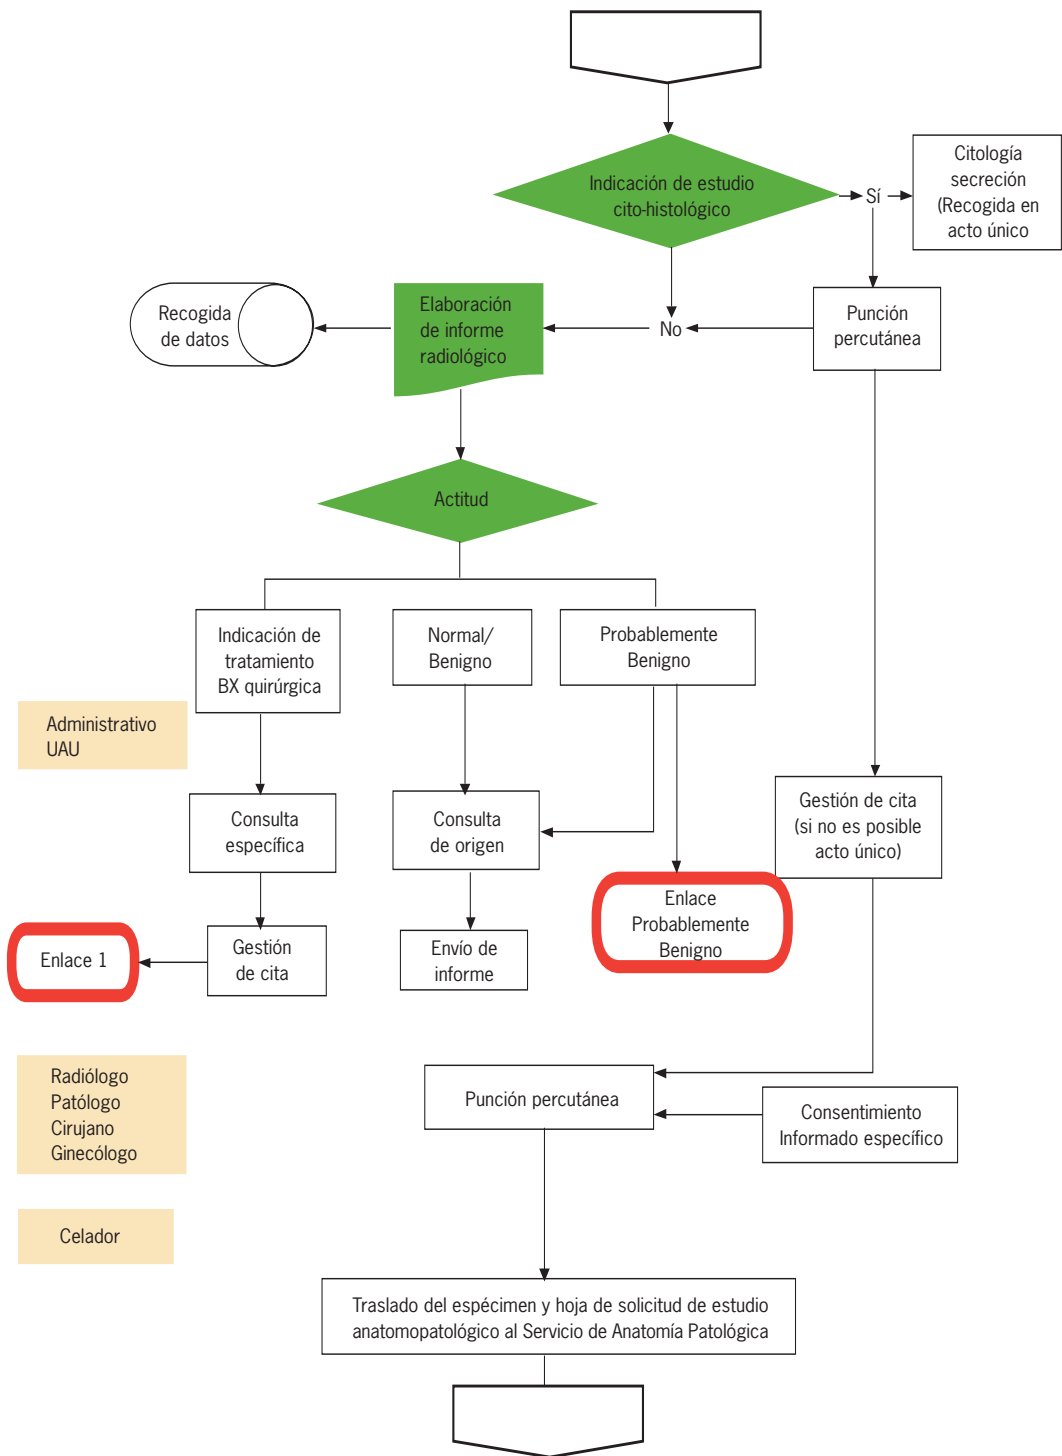 Indicación de estudio
cito-histológico
Sí
Citología
secreción
(Recogida en
acto único
Recogida
de datos
Elaboración
de informe
radiológico
No
Punción
percutánea
Actitud
Indicación de
tratamiento
BX quirúrgica
Normal/
Benigno
Probablemente
Benigno
Administrativo
UAU
Consulta
específica
Consulta
de origen
Gestión de cita
(si no es posible
acto único)
Enlace 1
Gestión
de cita
Envío de
informe
Enlace
Probablemente
Benigno
Radiólogo
Patólogo
Cirujano
Ginecólogo
Punción percutánea
Consentimiento
Informado específico
Celador
Traslado del espécimen y hoja de solicitud de estudio
anatomopatológico al Servicio de Anatomía Patológica